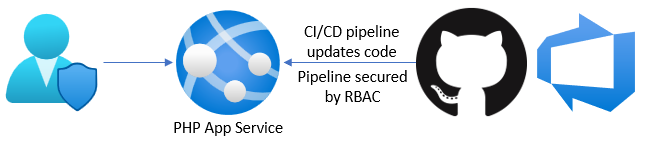 CI/CD pipeline
updates code
Pipeline secured
by RBAC
PHP App Service